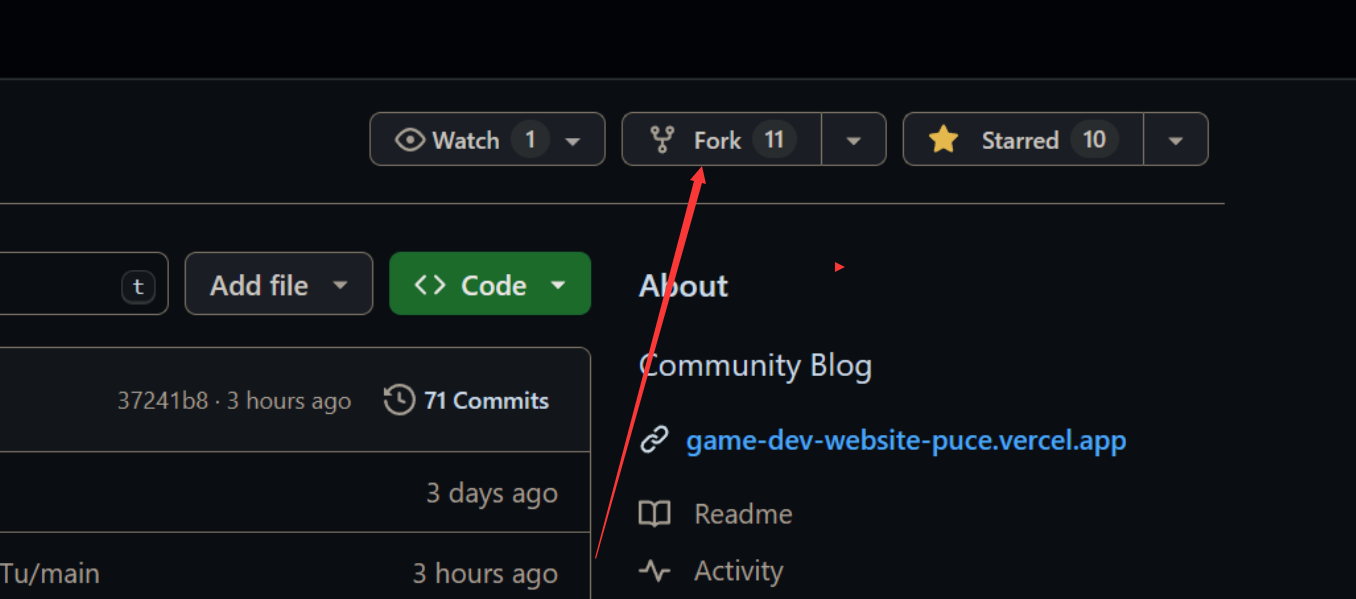 Watch 1
Fork 11
Starred 10
t
Add file
<> Code
About
Community Blog
37241b8 · 3 hours ago
71 Commits
game-dev-website-puce.vercel.app
3 days ago
Readme
Tu/main
3 hours ago
Activity